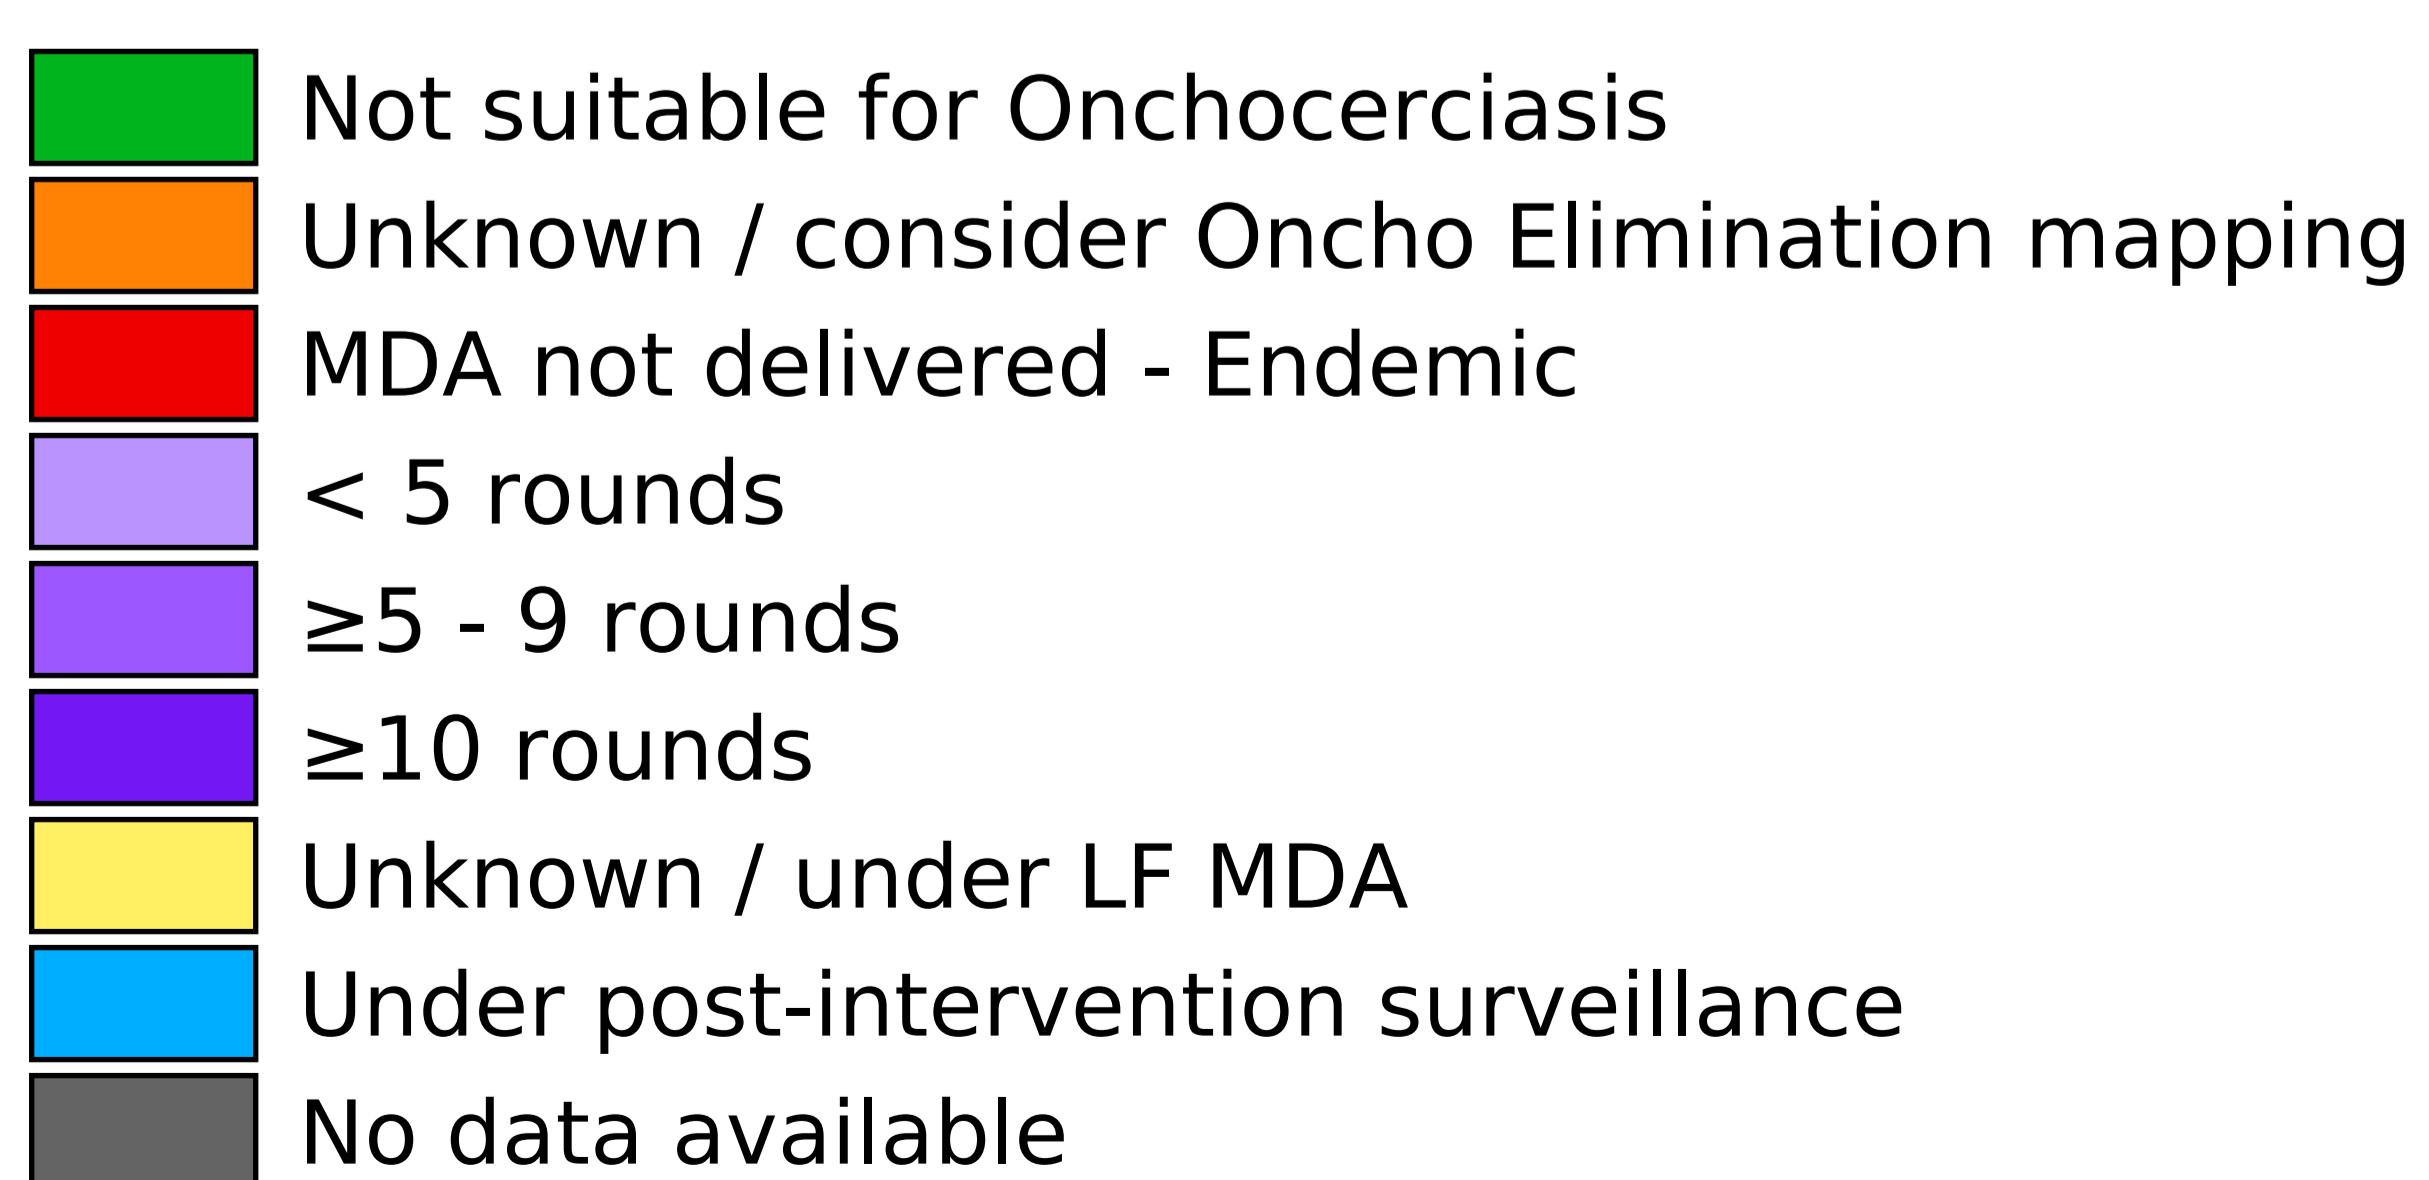 Not suitable for Onchocerciasis
Unknown / consider Oncho Elimination mapping
MDA not delivered - Endemic
< 5 rounds
≥5 - 9 rounds
≥10 rounds
Unknown / under LF MDA
Under post-intervention surveillance
No data available